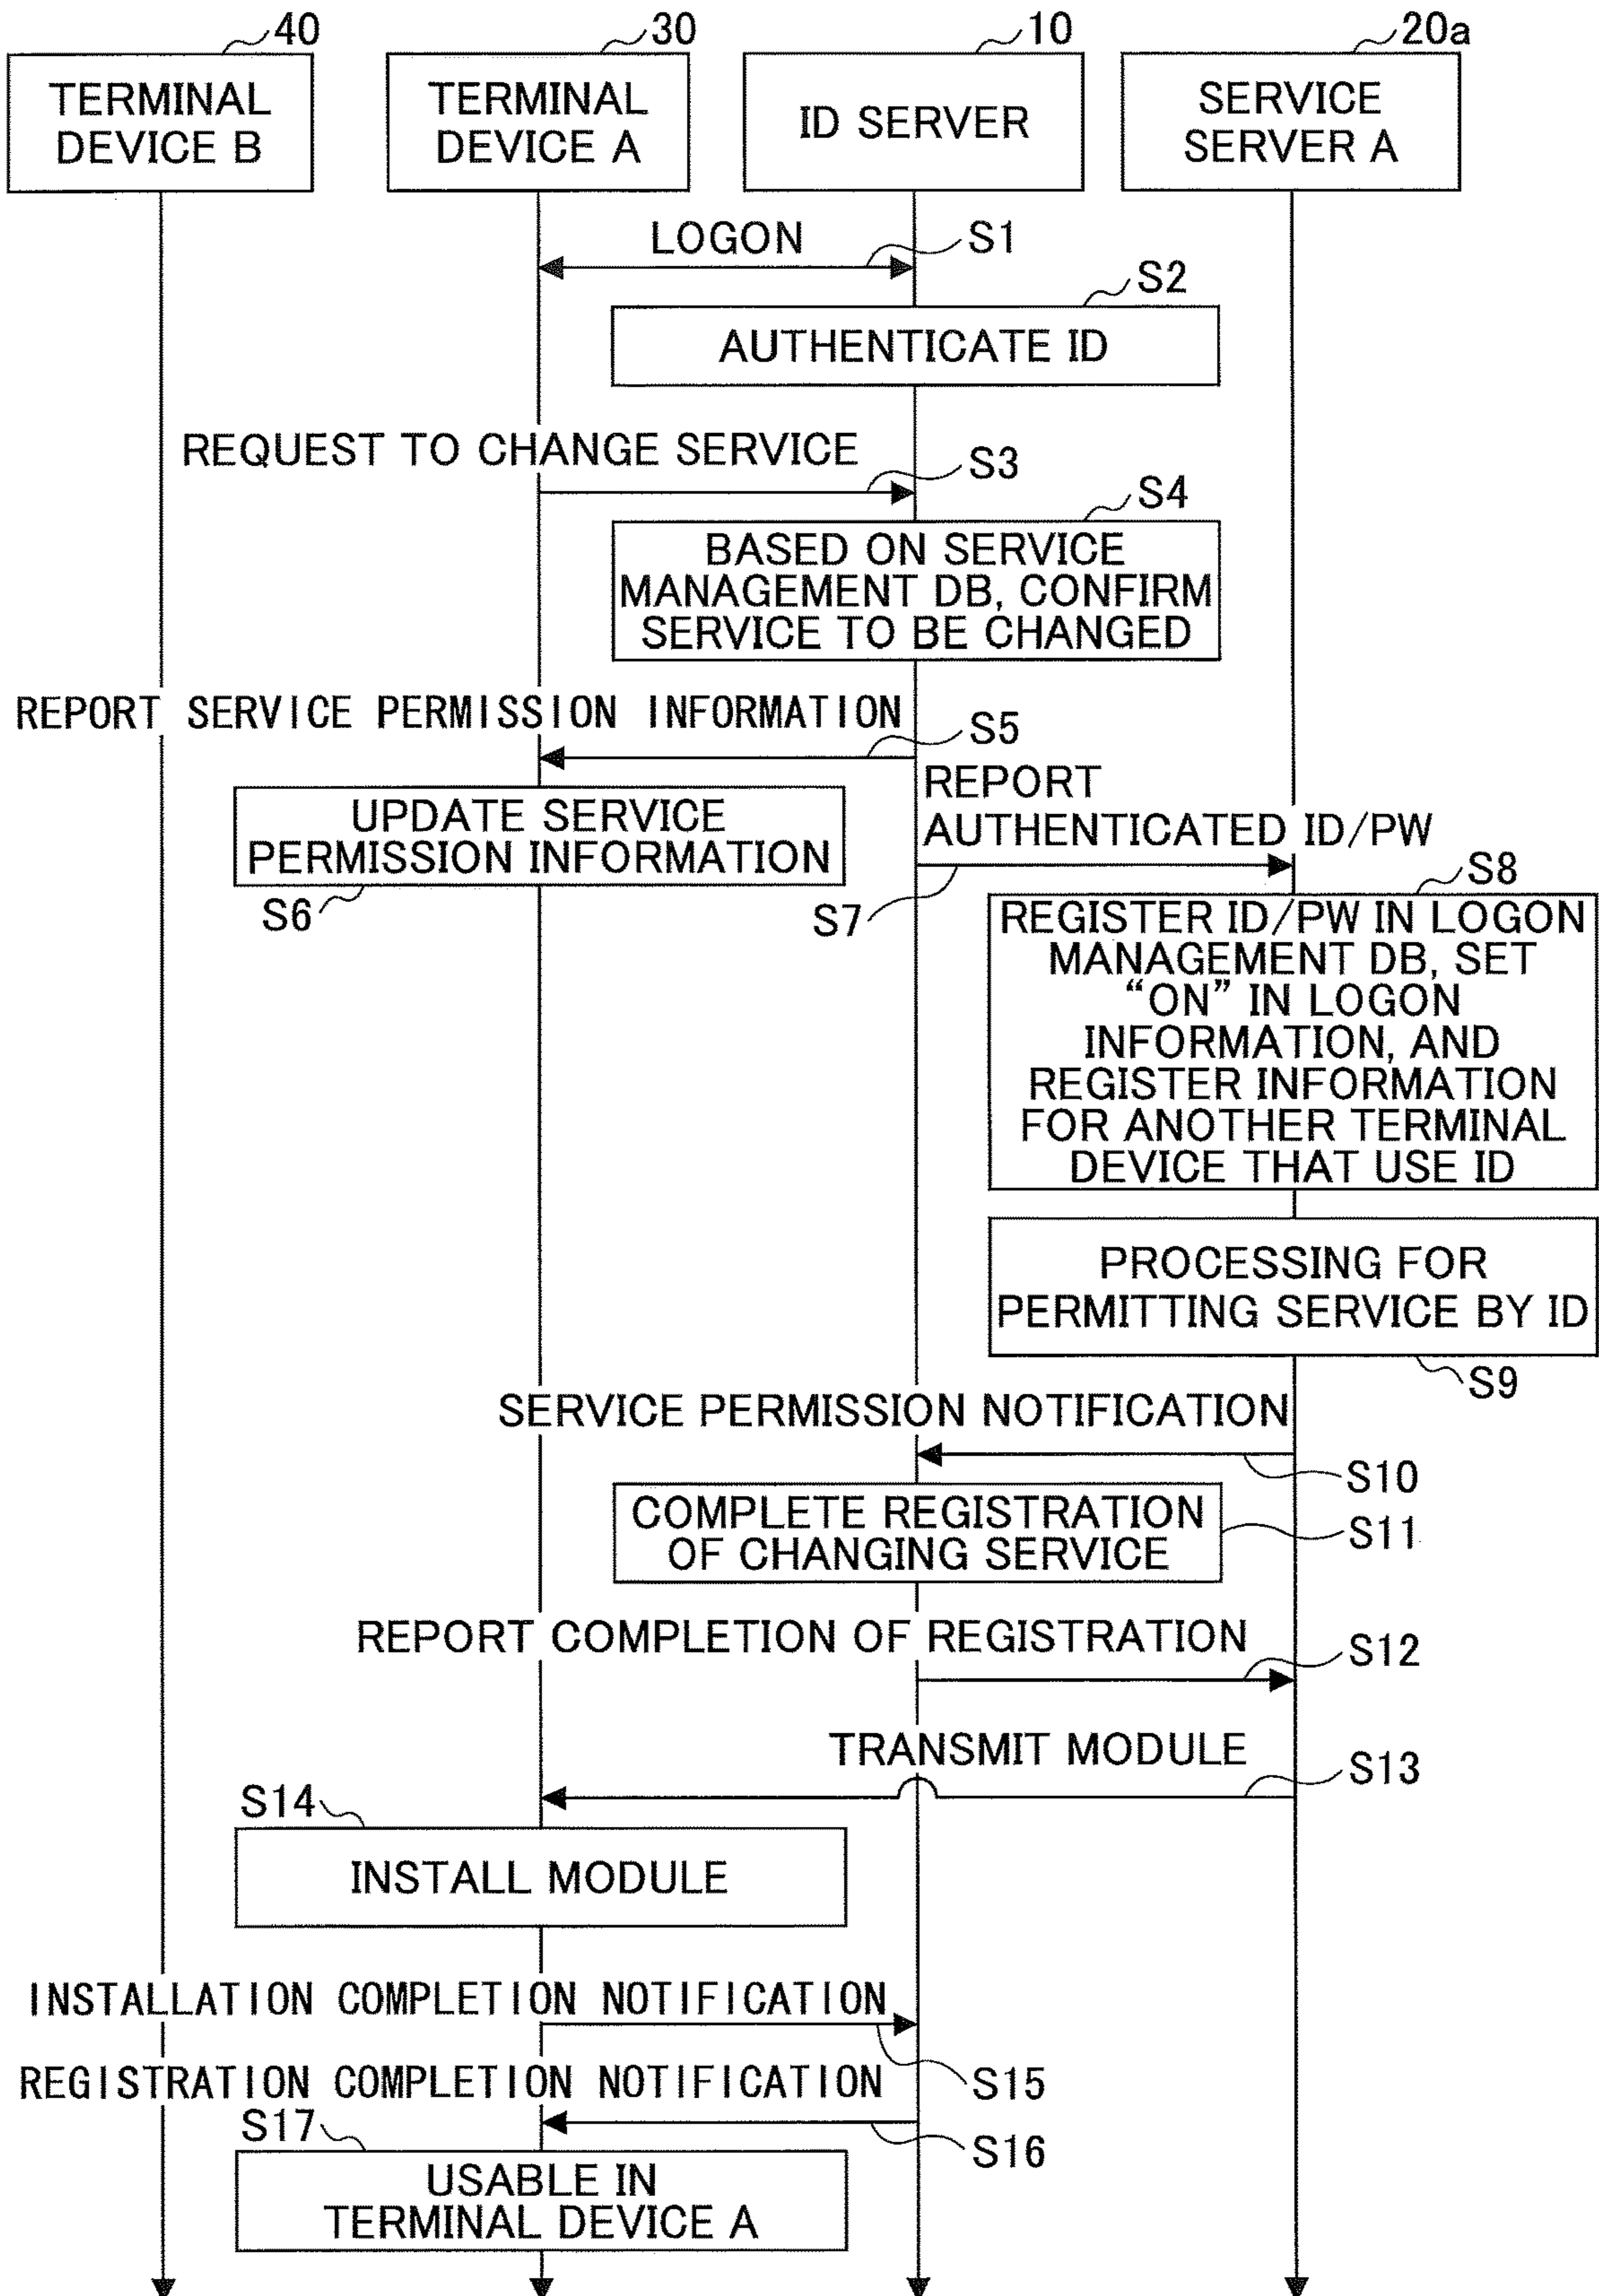 40
30
10
20a
TERMINAL
DEVICE B
TERMINAL
DEVICE A
ID SERVER
SERVICE
SERVER A
LOGON
S1
S2
AUTHENTICATE ID
REQUEST TO CHANGE SERVICE
S3
S4
BASED ON SERVICE
MANAGEMENT DB, CONFIRM
SERVICE TO BE CHANGED
REPORT SERVICE PERMISSION INFORMATION
S5
REPORT
AUTHENTICATED ID/PW
UPDATE SERVICE
PERMISSION INFORMATION
S6
S7
S8
REGISTER ID/PW IN LOGON
MANAGEMENT DB, SET
“ON” IN LOGON
INFORMATION, AND
REGISTER INFORMATION
FOR ANOTHER TERMINAL
DEVICE THAT USE ID
PROCESSING FOR
PERMITTING SERVICE BY ID
S9
SERVICE PERMISSION NOTIFICATION
S10
COMPLETE REGISTRATION
OF CHANGING SERVICE
S11
REPORT COMPLETION OF REGISTRATION
S12
TRANSMIT MODULE
S13
S14
INSTALL MODULE
INSTALLATION COMPLETION NOTIFICATION
S15
REGISTRATION COMPLETION NOTIFICATION
S16
S17
USABLE IN
TERMINAL DEVICE A